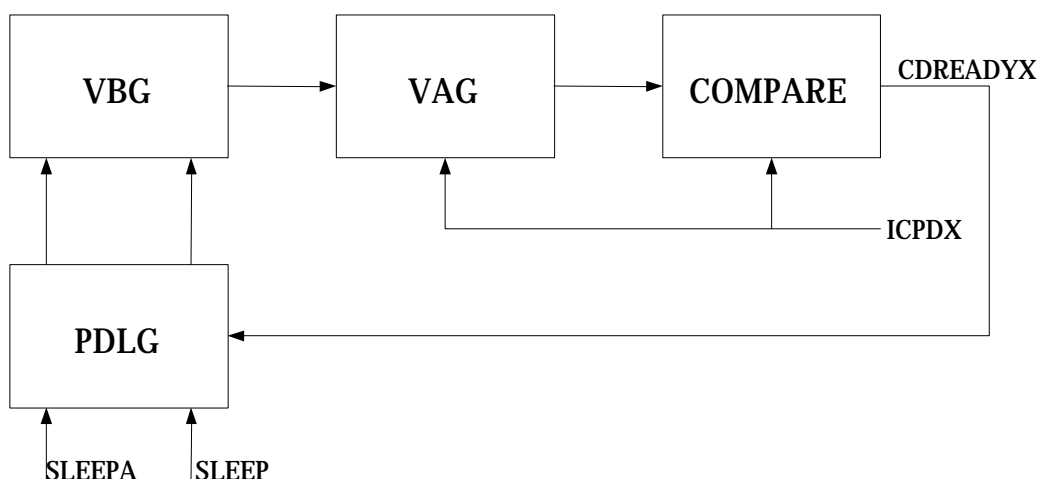 VBG
VAG
COMPARE
CDREADYX
ICPDX
PDLG
SLEEPA
SLEEP